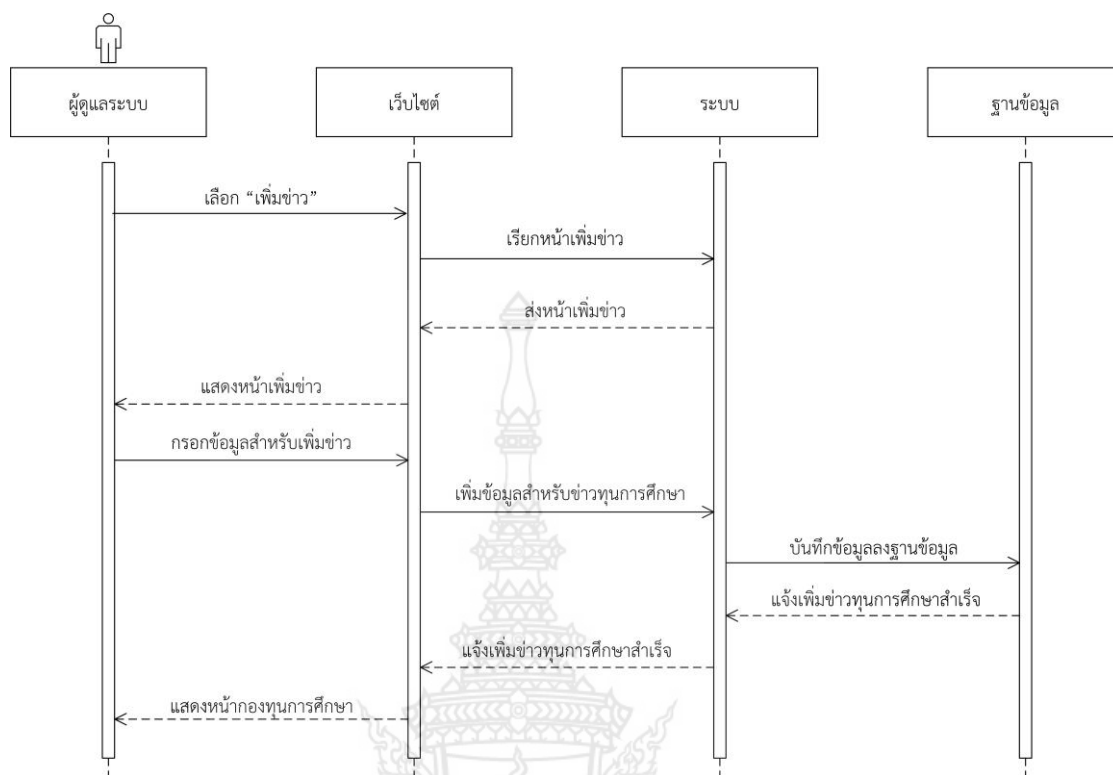 ผู้ดูแลระบบ
เว็บไซต์
ระบบ
ฐานข้อมูล
เลือก “เพิ่มข่าว”
เรียกหน้าเพิ่มข่าว
ส่งหน้าเพิ่มข่าว
แสดงหน้าเพิ่มข่าว
กรอกข้อมูลสำหรับเพิ่มข่าว
เพิ่มข้อมูลสำหรับข่าวทุนการศึกษา
บันทึกข้อมูลลงฐานข้อมูล
แจ้งเพิ่มข่าวทุนการศึกษาสำเร็จ
แจ้งเพิ่มข่าวทุนการศึกษาสำเร็จ
แสดงหน้ากองทุนการศึกษา